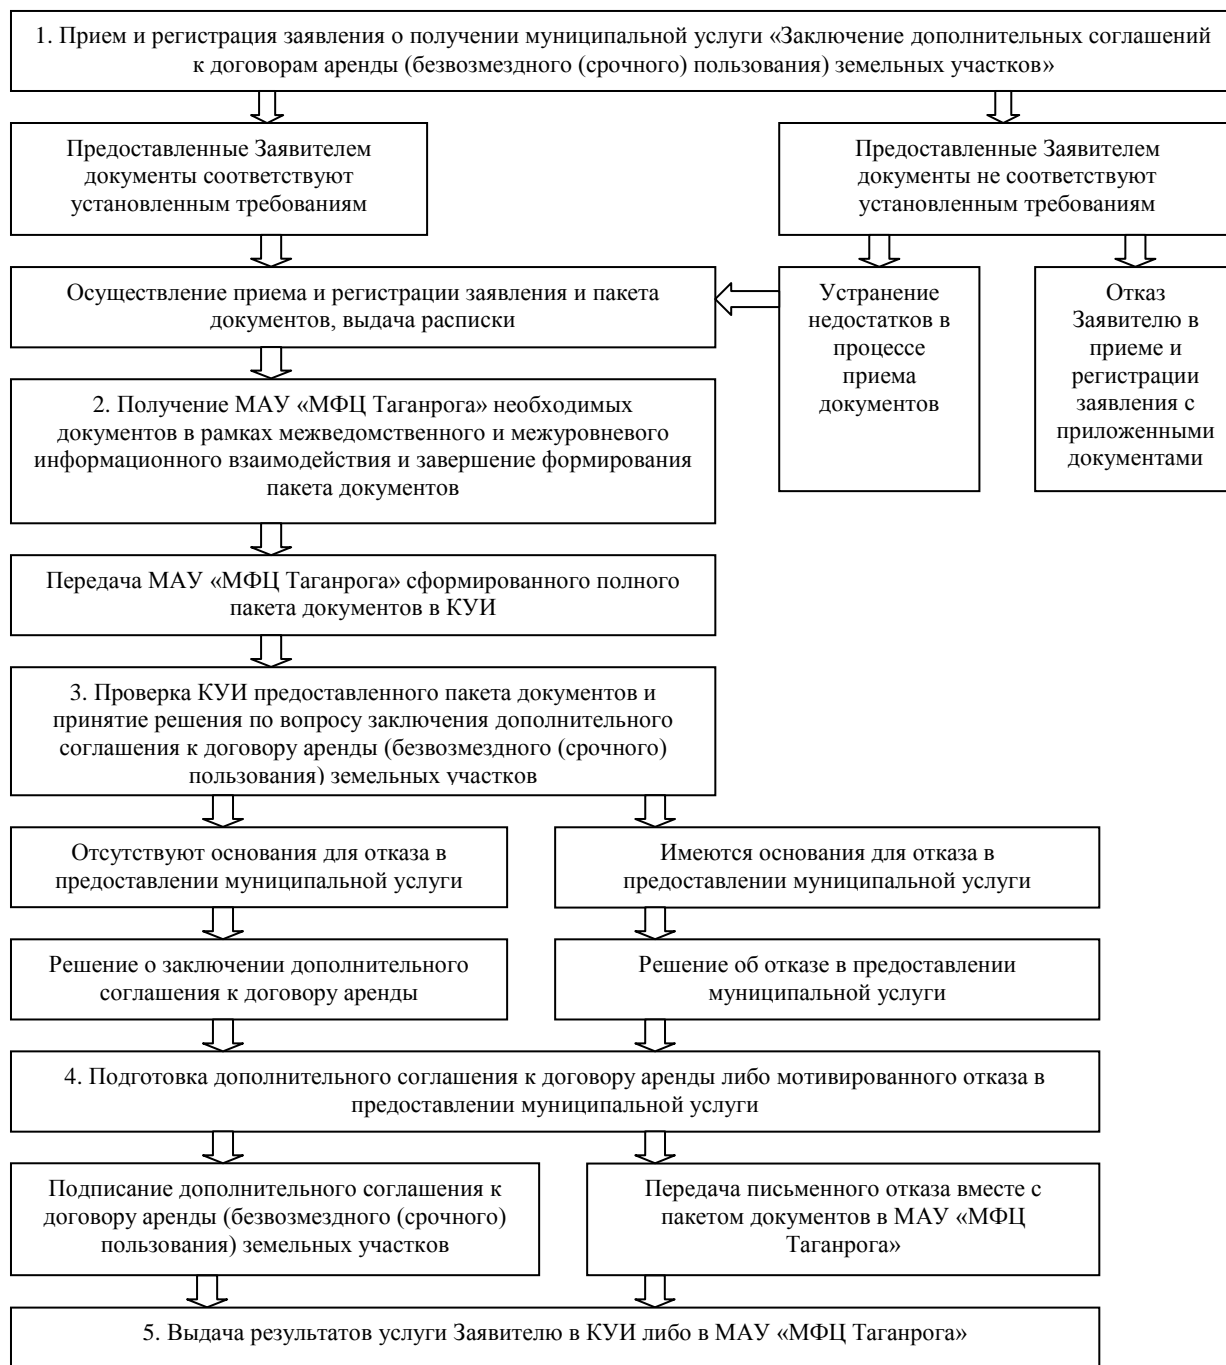 1. Прием и регистрация заявления о получении муниципальной услуги «Заключение дополнительных соглашений
к договорам аренды (безвозмездного (срочного) пользования) земельных участков»
Предоставленные Заявителем
документы соответствуют
установленным требованиям
Предоставленные Заявителем
документы не соответствуют
установленным требованиям
Осуществление приема и регистрации заявления и пакета
документов, выдача расписки
Устранение
недостатков в
процессе
приема
документов
Отказ
Заявителю в
приеме и
регистрации
заявления с
приложенными
документами
2. Получение МАУ «МФЦ Таганрога» необходимых
документов в рамках межведомственного и межуровневого
информационного взаимодействия и завершение формирования
пакета документов
Передача МАУ «МФЦ Таганрога» сформированного полного
пакета документов в КУИ
3. Проверка КУИ предоставленного пакета документов и
принятие решения по вопросу заключения дополнительного
соглашения к договору аренды (безвозмездного (срочного)
пользования) земельных участков
Отсутствуют основания для отказа в
предоставлении муниципальной услуги
Имеются основания для отказа в
предоставлении муниципальной услуги
Решение о заключении дополнительного
соглашения к договору аренды
Решение об отказе в предоставлении
муниципальной услуги
4. Подготовка дополнительного соглашения к договору аренды либо мотивированного отказа в
предоставлении муниципальной услуги
Подписание дополнительного соглашения к
договору аренды (безвозмездного (срочного)
пользования) земельных участков
Передача письменного отказа вместе с
пакетом документов в МАУ «МФЦ
Таганрога»
5. Выдача результатов услуги Заявителю в КУИ либо в МАУ «МФЦ Таганрога»